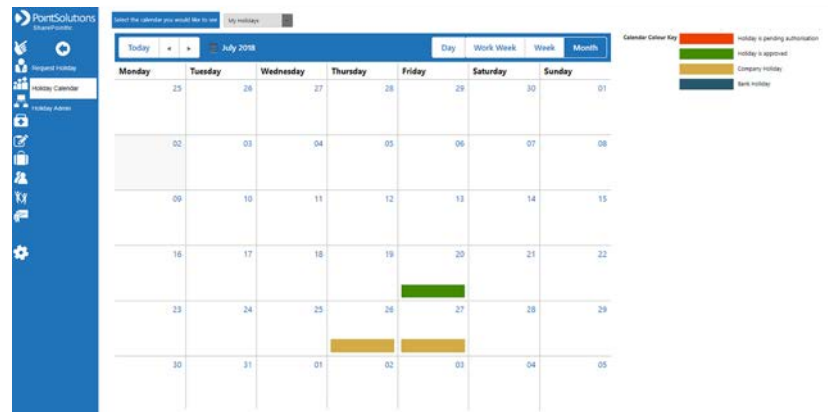 PointSolutions
SharePointHr
Select the calendar you would like to see
My Holidays
Request Holiday
Holiday Calendar
Holiday Admin
Today
July 2018
Day Work Week Week Month
Monday Tuesday Wednesday Thursday Friday Saturday Sunday
25 26 27 28 29 30 01
02 03 04 05 06 07 08
09 10 11 12 13 14 15
16 17 18 19 20 21 22
23 24 25 26 27 28 29
30 31 01 02 03 04 05
Calendar Colour Key
Holiday is pending authorisation
Holiday is approved
Company Holiday
Bank Holiday